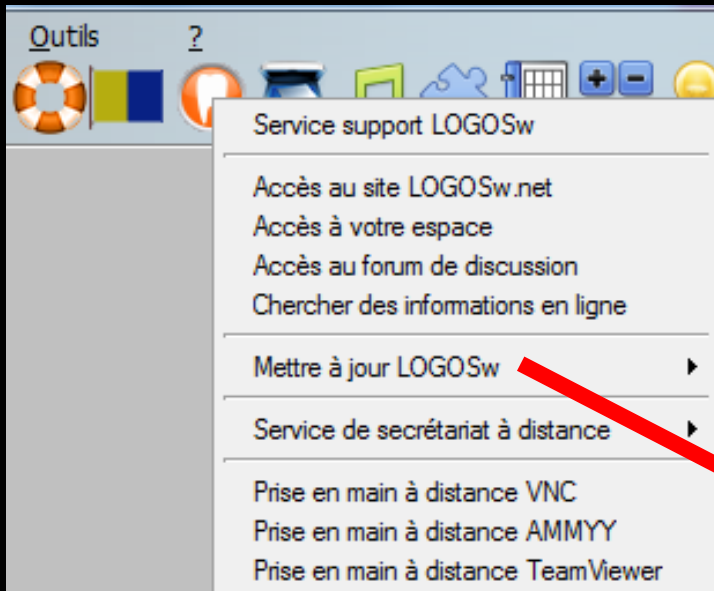 Outils ?
Service support LOGOSw
Accès au site LOGOSw.net
Accès à votre espace
Accès au forum de discussion
Chercher des informations en ligne
Mettre à jour LOGOSw
Service de secrétariat à distance
Prise en main à distance VNC
Prise en main à distance AMMYY
Prise en main à distance TeamViewer